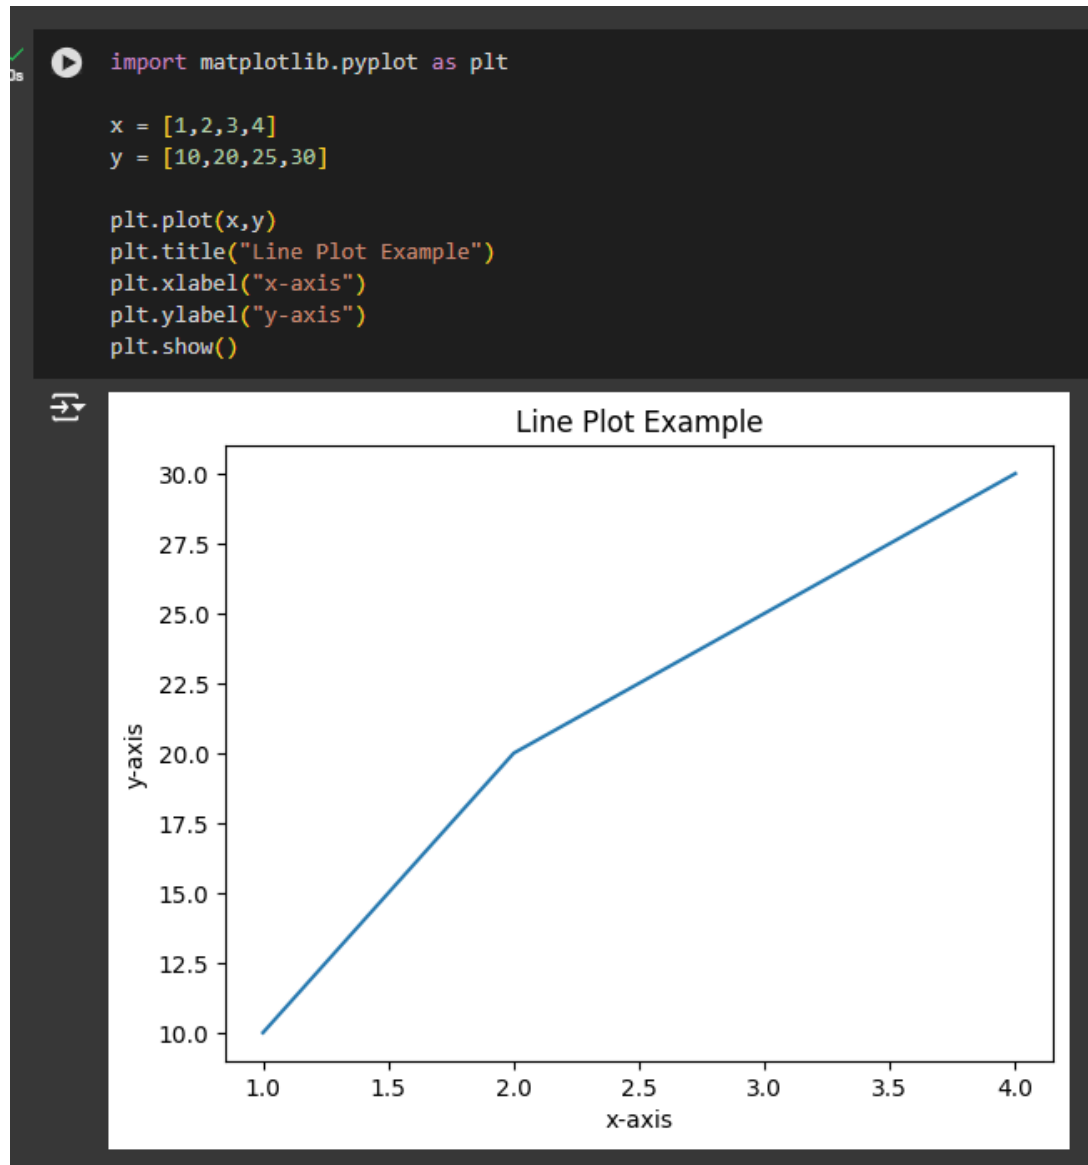 import matplotlib.pyplot as plt
x = [1,2,3,4]
y = [10,20,25,30]
plt.plot(x,y)
plt.title("Line Plot Example")
plt.xlabel("x-axis")
plt.ylabel("y-axis")
plt.show()
Line Plot Example
30.0
27.5
25.0
22.5
20.0
17.5
15.0
12.5
10.0
y-axis
1.0 1.5 2.0 2.5 3.0 3.5 4.0
x-axis